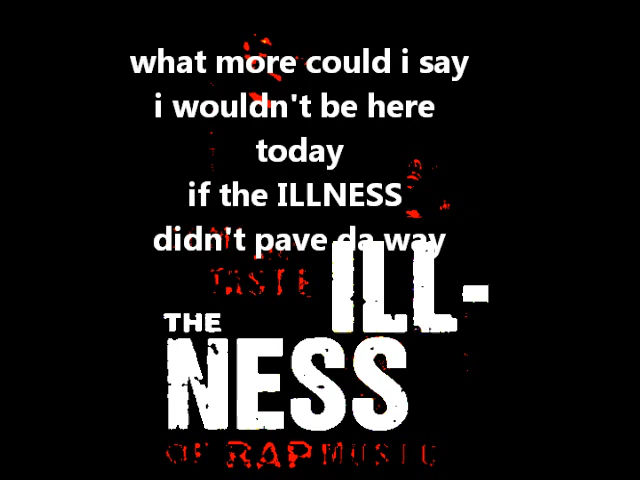 what more could i say
i wouldn't be here
today
if the ILLNESS
didn't pave da way
TASTE
THE ILL-
NESS
OF RAP MUSIC